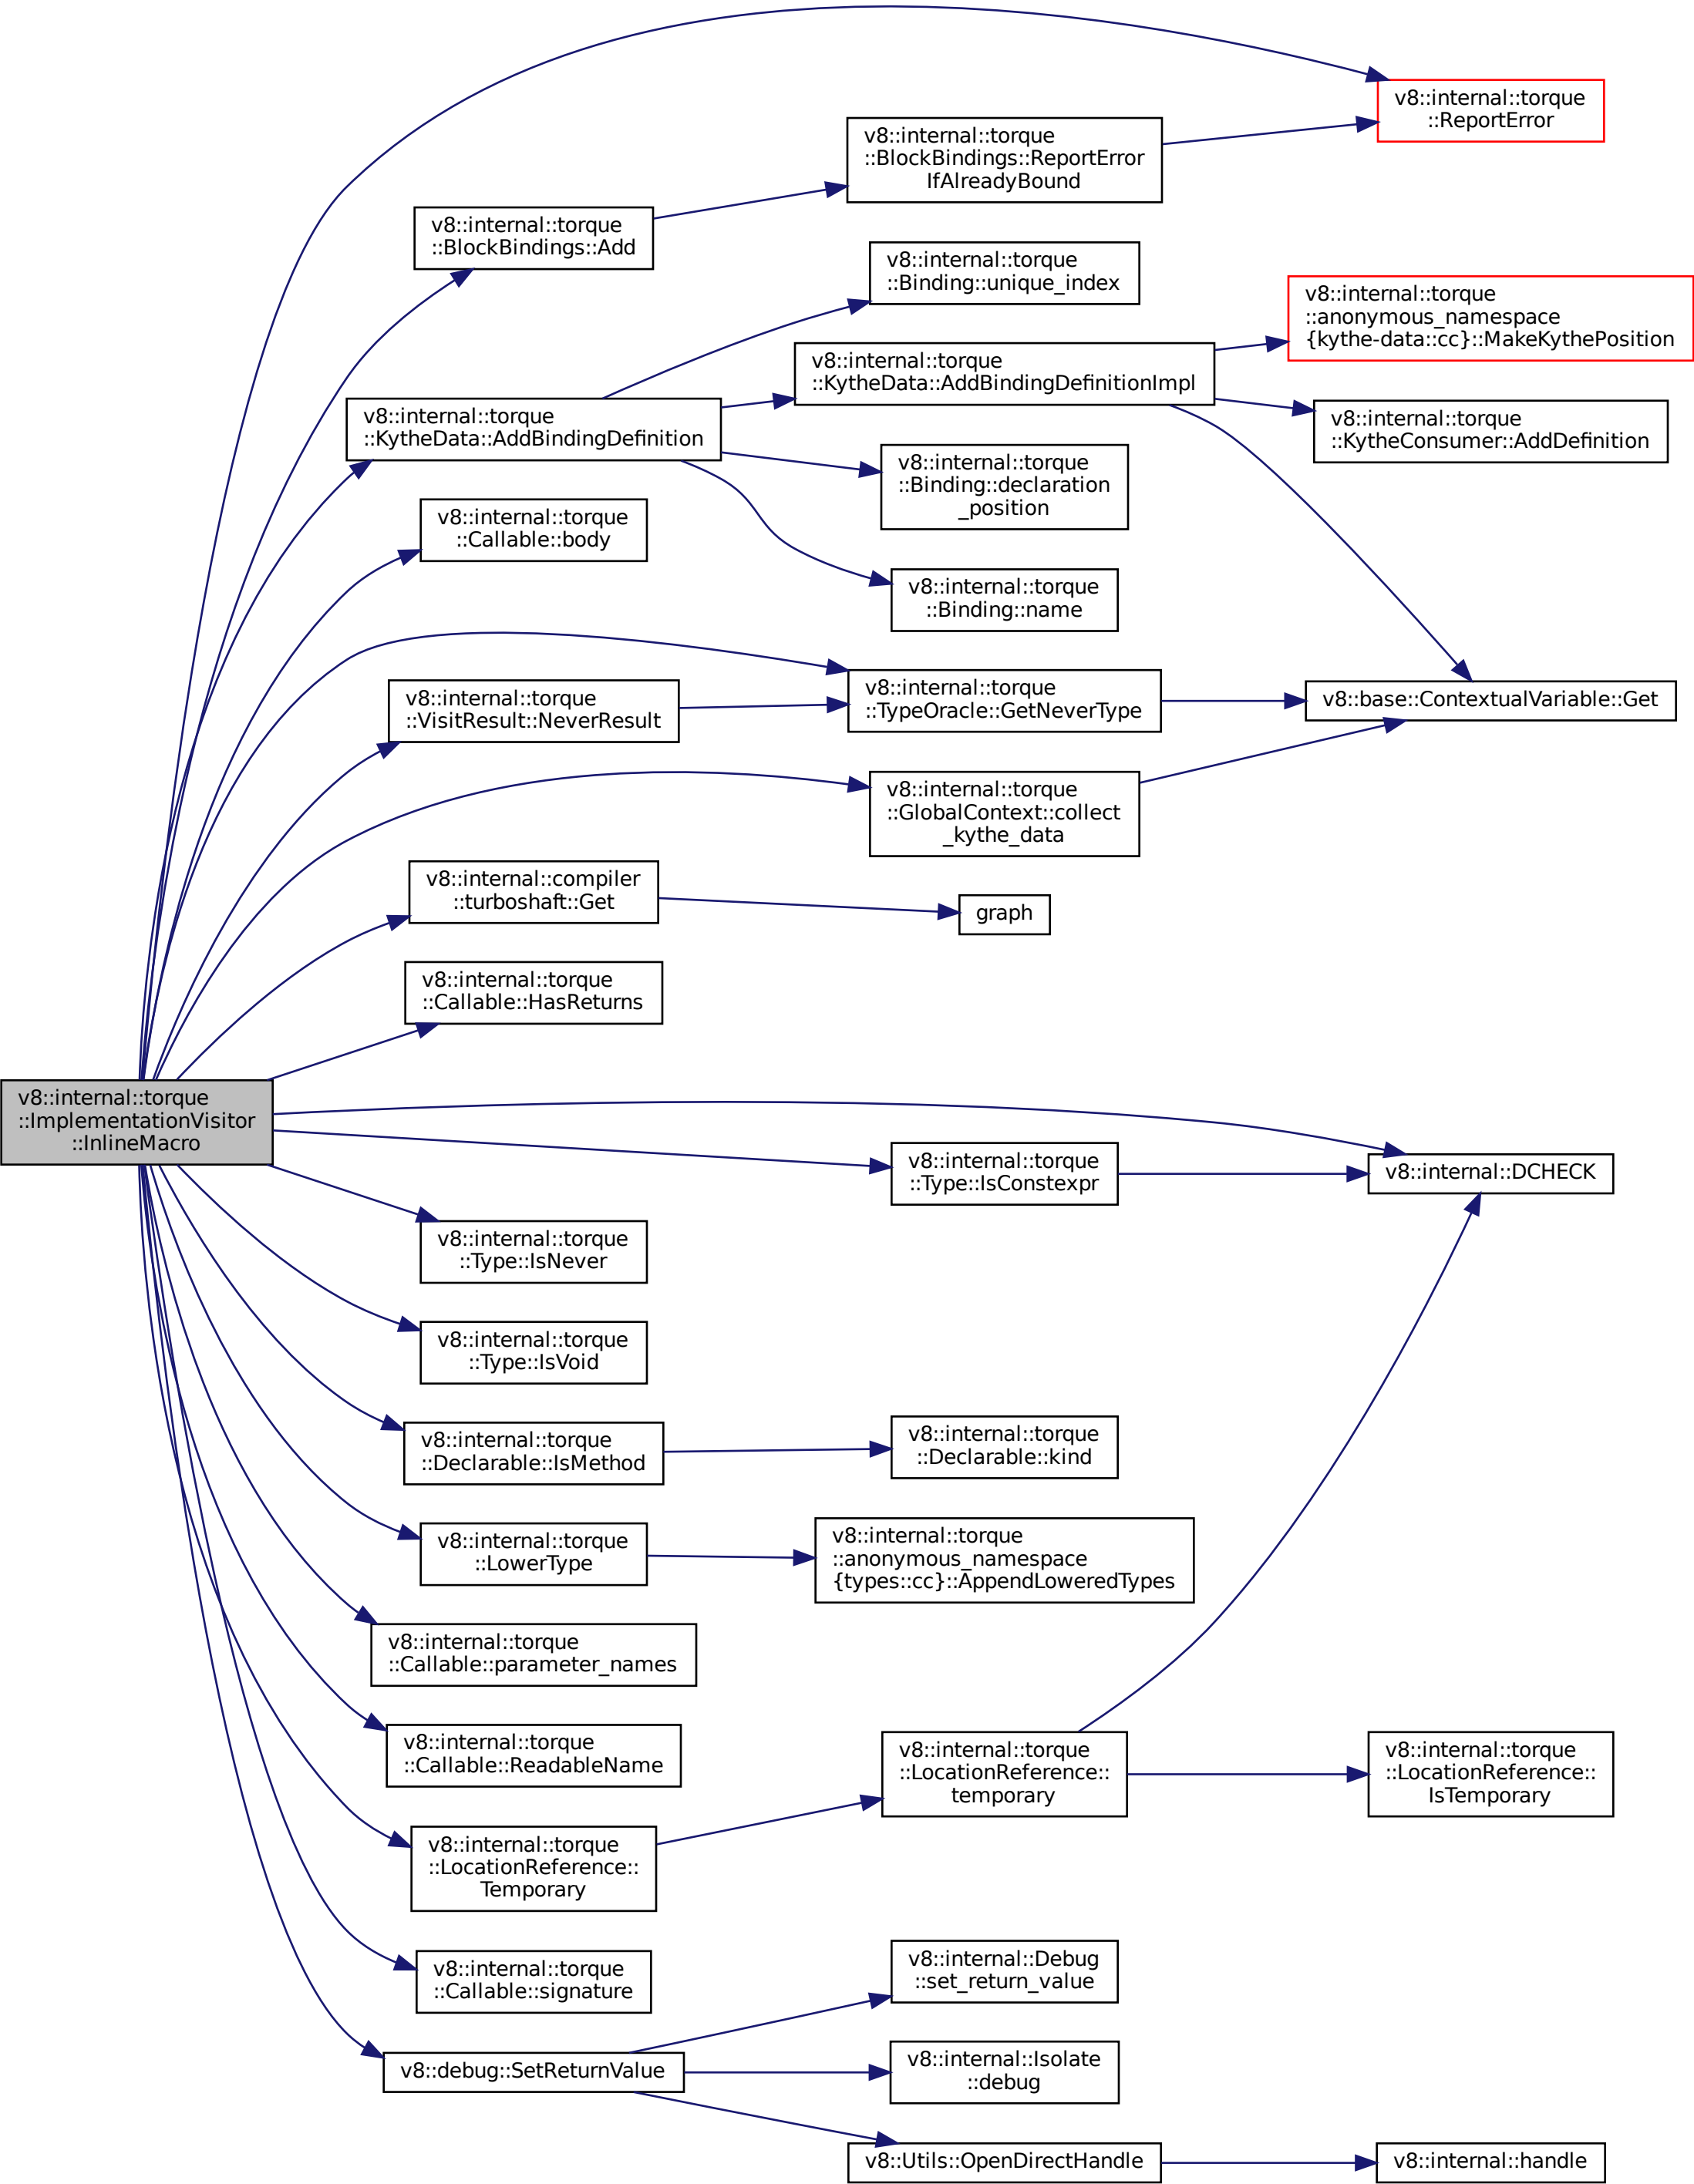 v8::internal::torque
::ImplementationVisitor
::InlineMacro
v8::internal::torque
::ReportError
v8::internal::torque
::BlockBindings::Add
v8::internal::torque
::BlockBindings::ReportError
IfAlreadyBound
v8::internal::torque
::KytheData::AddBindingDefinition
v8::internal::torque
::Binding::unique_index
v8::internal::torque
::KytheData::AddBindingDefinitionImpl
v8::internal::torque
::anonymous_namespace
{kythe-data::cc}::MakeKythePosition
v8::internal::torque
::KytheConsumer::AddDefinition
v8::base::ContextualVariable::Get
v8::internal::torque
::Binding::declaration
_position
v8::internal::torque
::Binding::name
v8::internal::torque
::Callable::body
v8::internal::torque
::TypeOracle::GetNeverType
v8::internal::torque
::VisitResult::NeverResult
v8::internal::torque
::GlobalContext::collect
_kythe_data
v8::internal::compiler
::turboshaft::Get
graph
v8::internal::torque
::Callable::HasReturns
v8::internal::DCHECK
v8::internal::torque
::Type::IsConstexpr
v8::internal::torque
::Type::IsNever
v8::internal::torque
::Type::IsVoid
v8::internal::torque
::Declarable::IsMethod
v8::internal::torque
::Declarable::kind
v8::internal::torque
::LowerType
v8::internal::torque
::anonymous_namespace
{types::cc}::AppendLoweredTypes
v8::internal::torque
::Callable::parameter_names
v8::internal::torque
::Callable::ReadableName
v8::internal::torque
::LocationReference::
Temporary
v8::internal::torque
::LocationReference::
temporary
v8::internal::torque
::LocationReference::
IsTemporary
v8::internal::torque
::Callable::signature
v8::debug::SetReturnValue
v8::internal::Debug
::set_return_value
v8::internal::Isolate
::debug
v8::Utils::OpenDirectHandle
v8::internal::handle